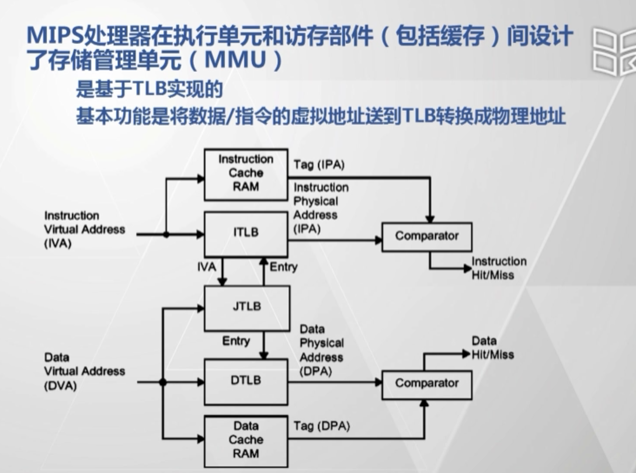 MIPS处理器在执行单元和访存部件（包括缓存）间设计
了存储管理单元（MMU）
是基于TLB实现的
基本功能是将数据/指令的虚拟地址送到TLB转换成物理地址
Instruction
Cache
RAM
Tag (IPA)
Instruction
Physical
Address
(IPA)
Instruction
Virtual Address
(IVA)
ITLB
Comparator
Instruction
Hit/Miss
IVA
Entry
JTLB
Entry
Data
Physical
Address
(DPA)
Data
Hit/Miss
Data
Virtual Address
(DVA)
DTLB
Comparator
Data
Cache
RAM
Tag (DPA)